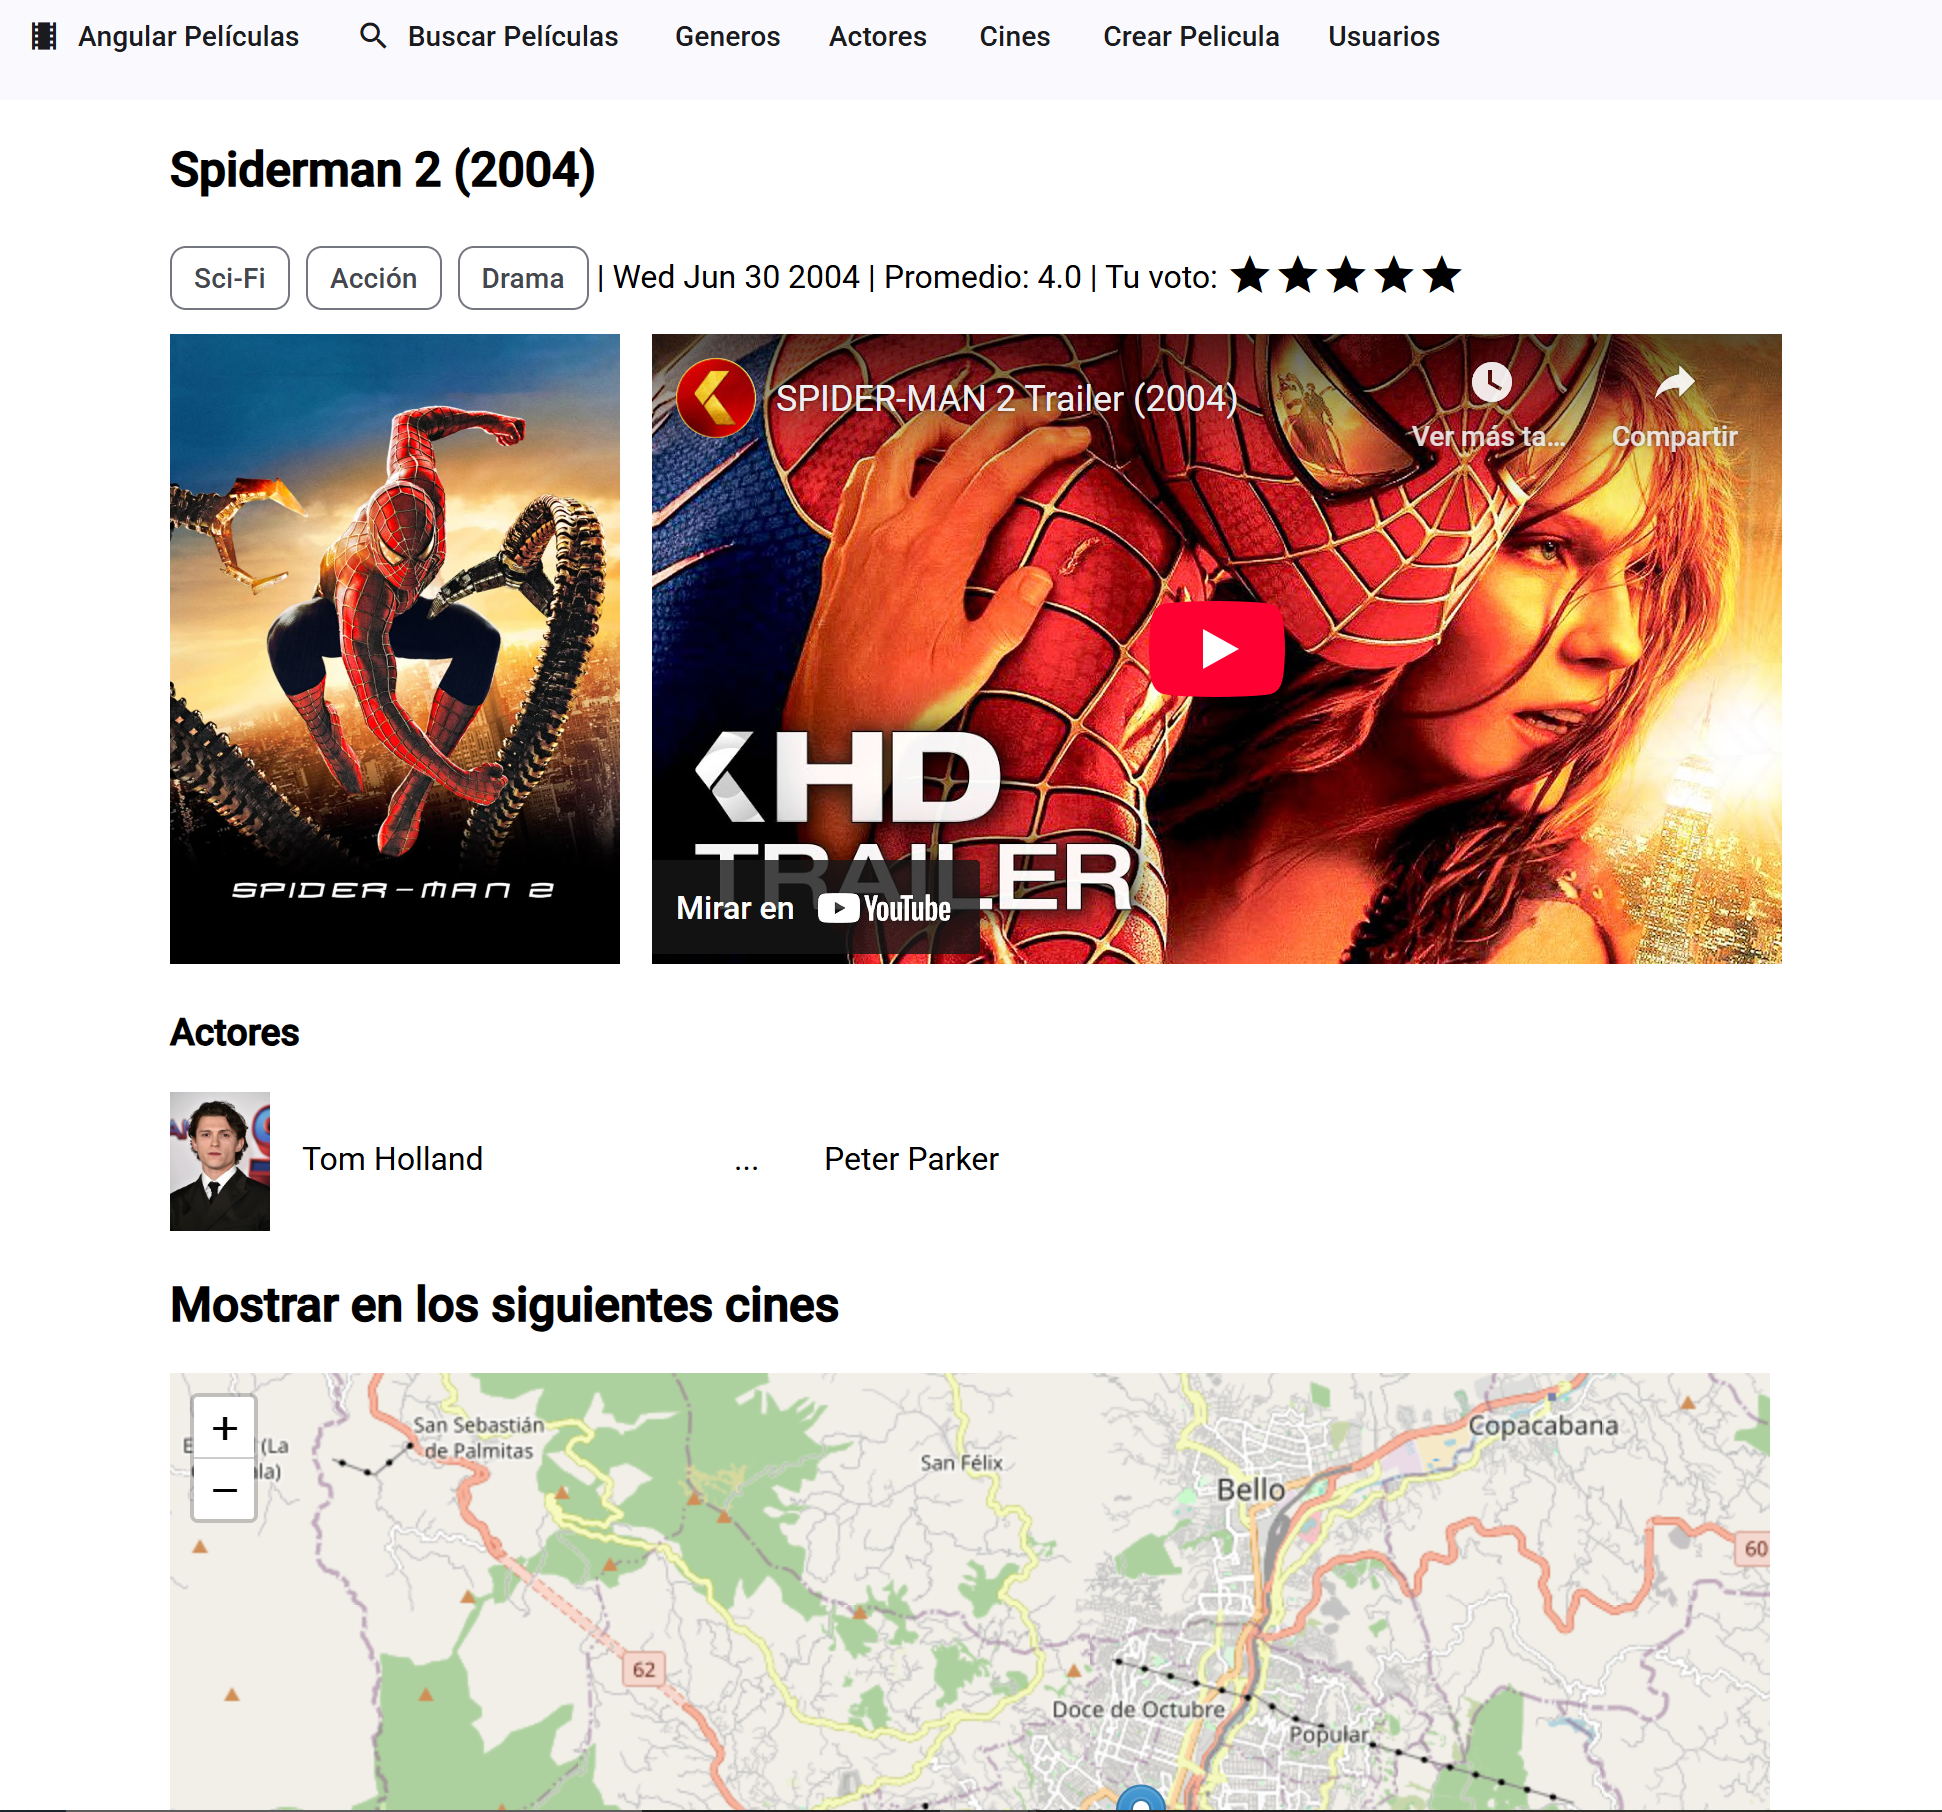 Angular Películas Buscar Películas Generos Actores Cines Crear Pelicula Usuarios
Spiderman 2 (2004)
Sci-Fi Acción Drama | Wed Jun 30 2004 | Promedio: 4.0 | Tu voto:
SPIDER-MAN 2
SPIDER-MAN 2 Trailer (2004)
Ver más ta... Compartir
KHD
TRAILER
Mirar en YouTube
Actores
Tom Holland ... Peter Parker
Mostrar en los siguientes cines
+
−
(La
San Sebastián
de Palmitas
San Félix
Bello
Copacabana
60
62
Doce de Octubre
Popular